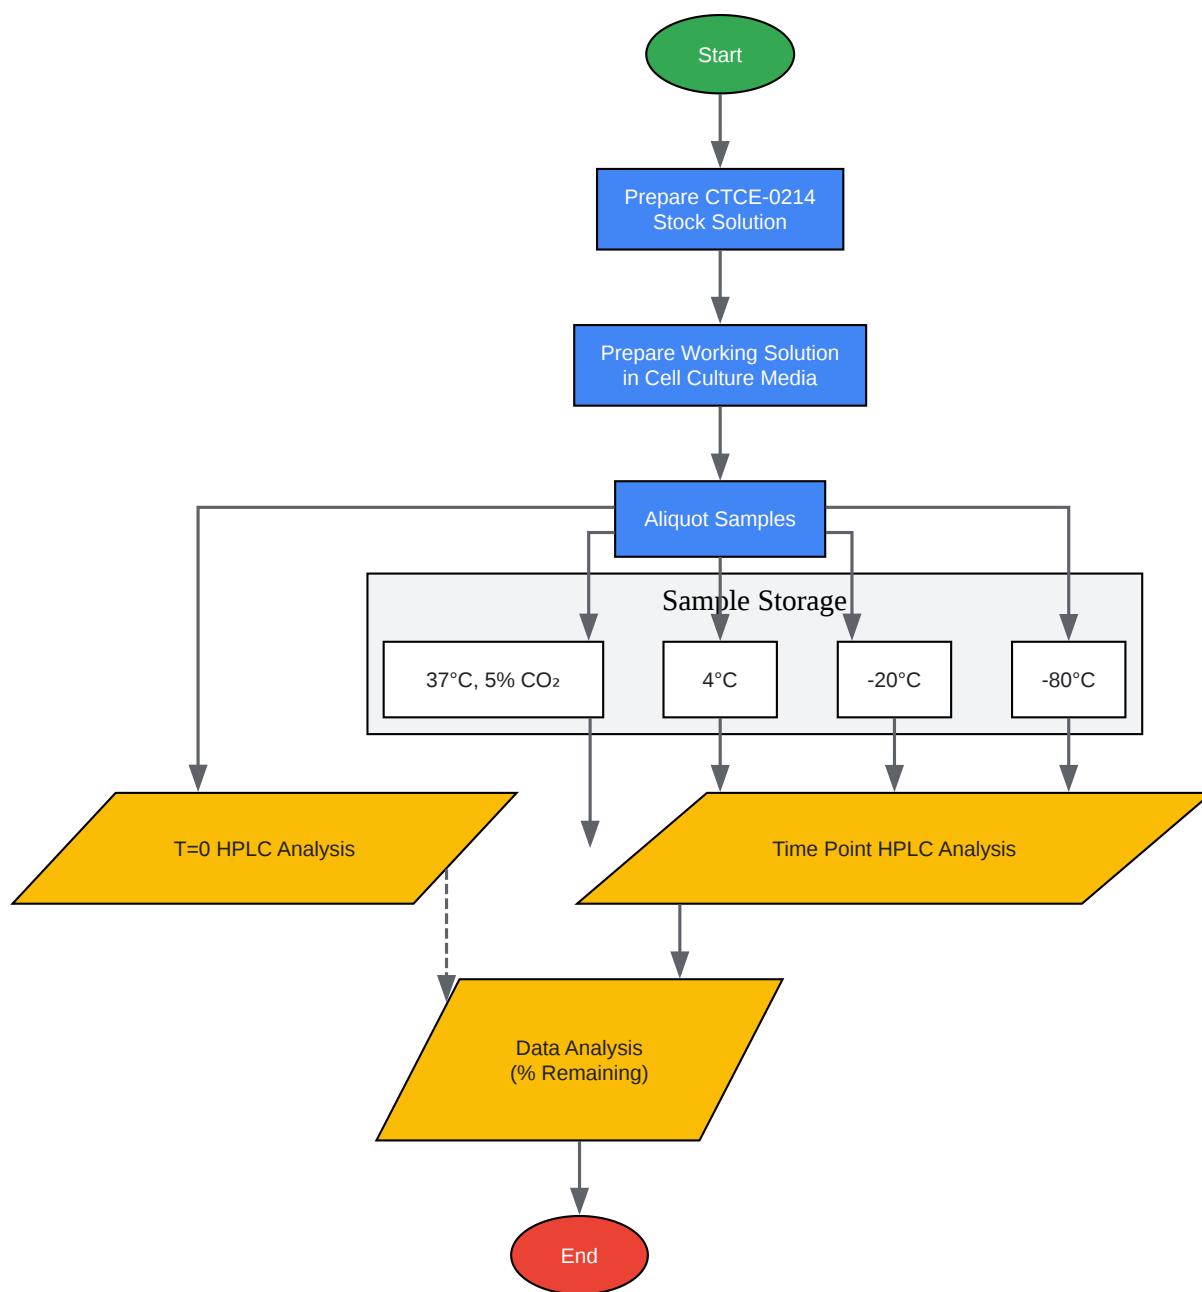 Start
Prepare CTCE-0214
Stock Solution
Prepare Working Solution
in Cell Culture Media
Aliquot Samples
Sample Storage
37°C, 5% CO₂
4°C
-20°C
-80°C
T=0 HPLC Analysis
Time Point HPLC Analysis
Data Analysis
(% Remaining)
End